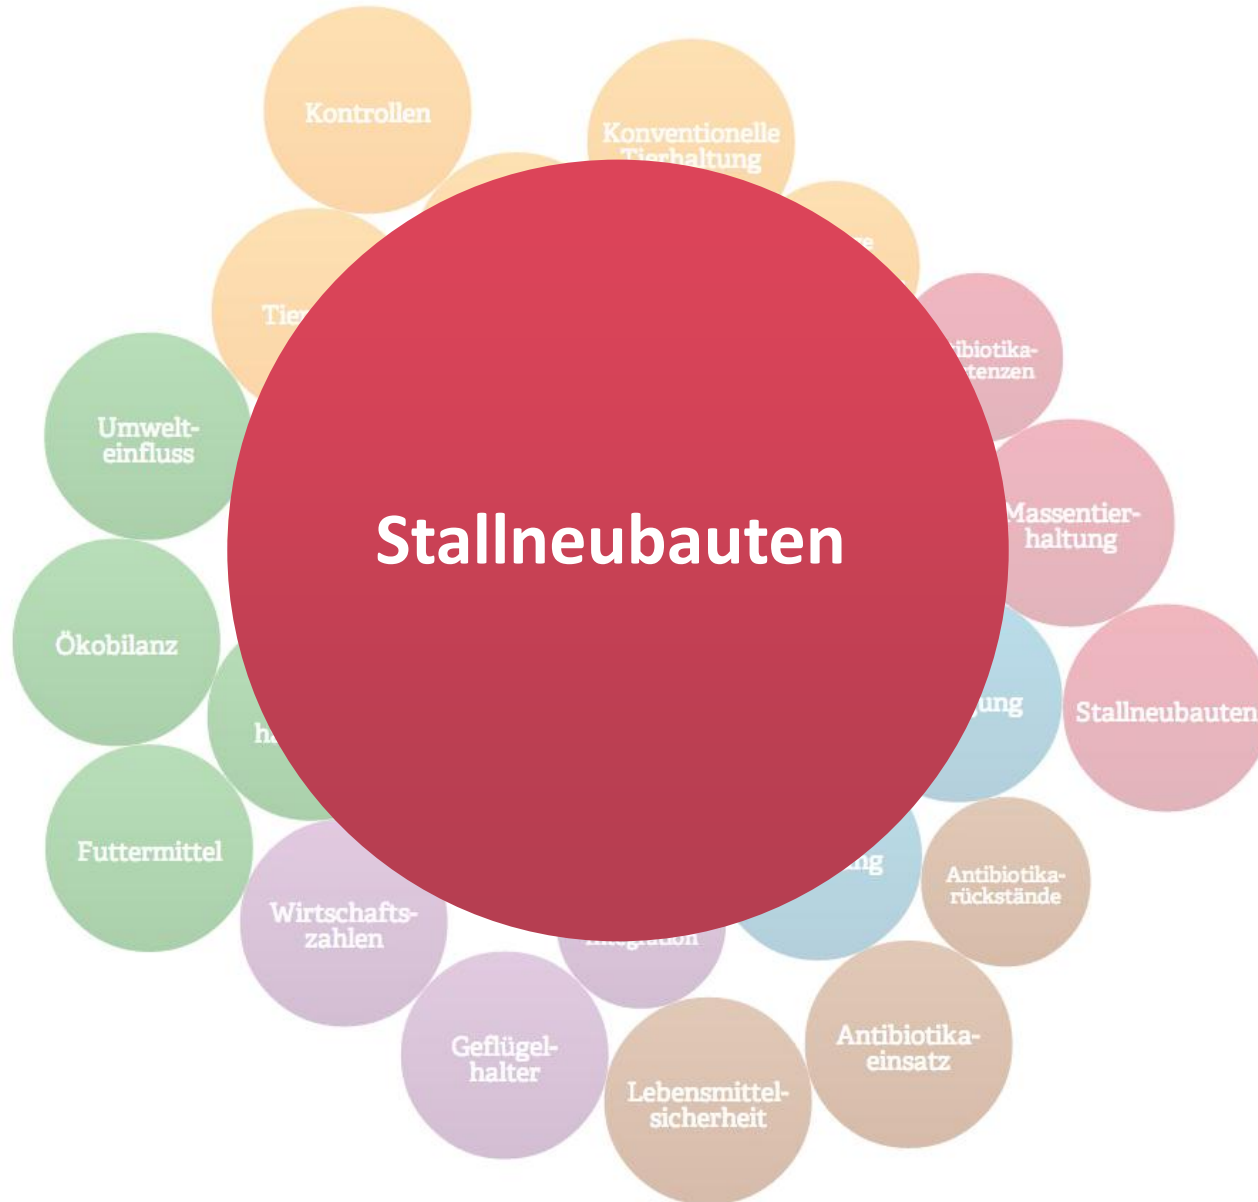 Kontrollen
Konventionelle
Tierhaltung
Umwelt-
einfluss
Stallneubauten
Massentier-
haltung
Ökobilanz
Stallneubauten
Futtermittel
Antibiotika-
rückstände
Wirtschafts-
zahlen
Geflügel-
halter
Antibiotika-
einsatz
Lebensmittel-
sicherheit